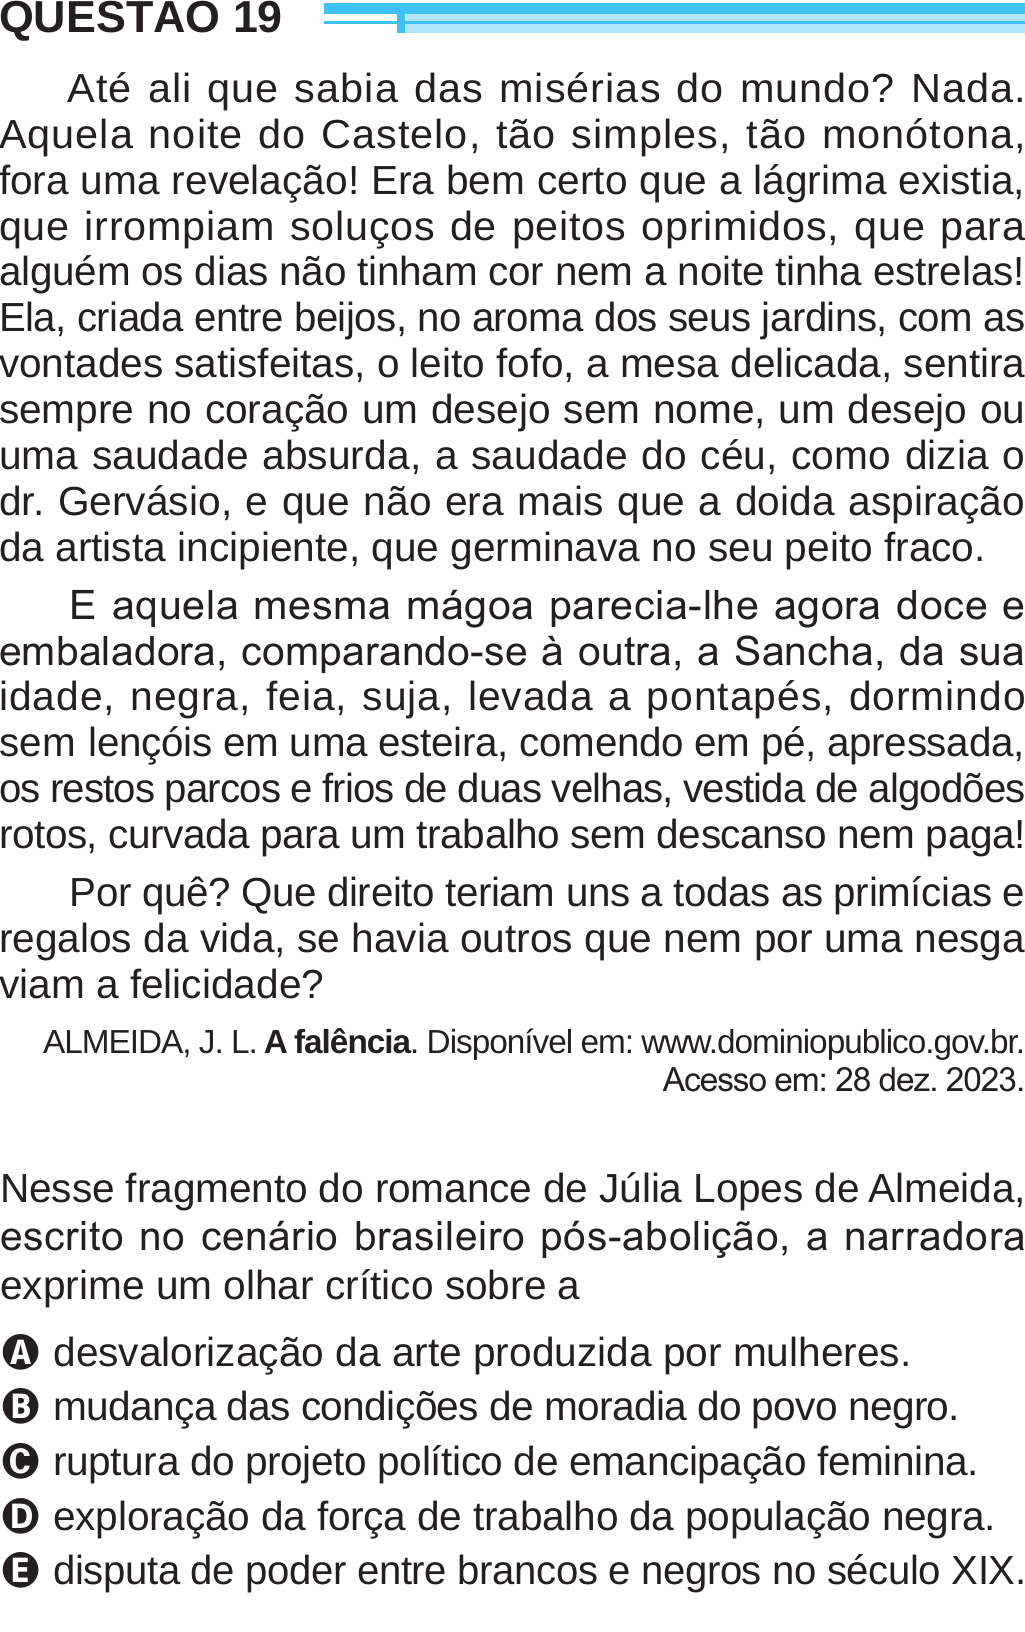 QUESTÃO 19
Até ali que sabia das misérias do mundo? Nada.
Aquela noite do Castelo, tão simples, tão monótona,
fora uma revelação! Era bem certo que a lágrima existia,
que irrompiam soluços de peitos oprimidos, que para
alguém os dias não tinham cor nem a noite tinha estrelas!
Ela, criada entre beijos, no aroma dos seus jardins, com as
vontades satisfeitas, o leito fofo, a mesa delicada, sentira
sempre no coração um desejo sem nome, um desejo ou
uma saudade absurda, a saudade do céu, como dizia o
dr. Gervásio, e que não era mais que a doida aspiração
da artista incipiente, que germinava no seu peito fraco.
E aquela mesma mágoa parecia-lhe agora doce e
embaladora, comparando-se à outra, a Sancha, da sua
idade, negra, feia, suja, levada a pontapés, dormindo
sem lençóis em uma esteira, comendo em pé, apressada,
os restos parcos e frios de duas velhas, vestida de algodões
rotos, curvada para um trabalho sem descanso nem paga!
Por quê? Que direito teriam uns a todas as primícias e
regalos da vida, se havia outros que nem por uma nesga
viam a felicidade?
ALMEIDA, J. L. A falência. Disponível em: www.dominiopublico.gov.br.
Acesso em: 28 dez. 2023.
Nesse fragmento do romance de Júlia Lopes de Almeida,
escrito no cenário brasileiro pós-abolição, a narradora
exprime um olhar crítico sobre a
A desvalorização da arte produzida por mulheres.
B mudança das condições de moradia do povo negro.
C ruptura do projeto político de emancipação feminina.
D exploração da força de trabalho da população negra.
E disputa de poder entre brancos e negros no século XIX.